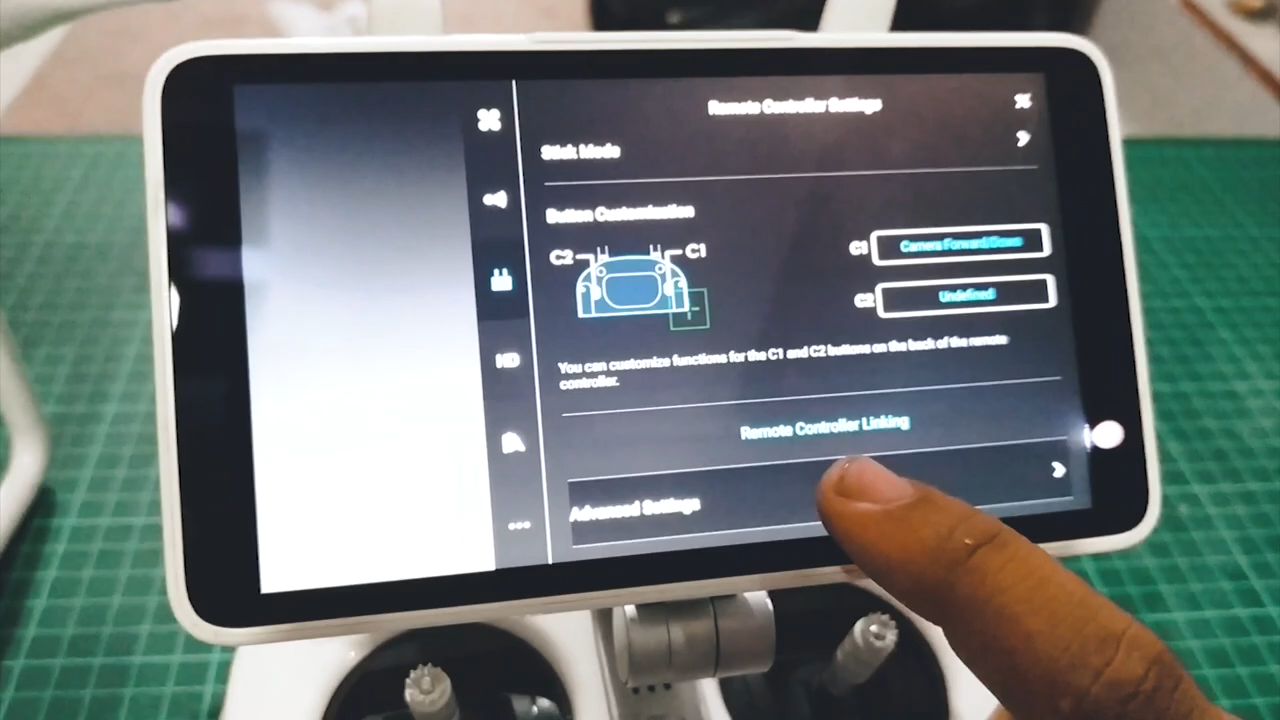 Remote Controller Settings
Stick Mode
Button Customization
C2
C1
C1
Camera Forward/Down
C2
Undefined
You can customize functions for the C1 and C2 buttons on the back of the remote
controller.
HD
Remote Controller Linking
Advanced Settings